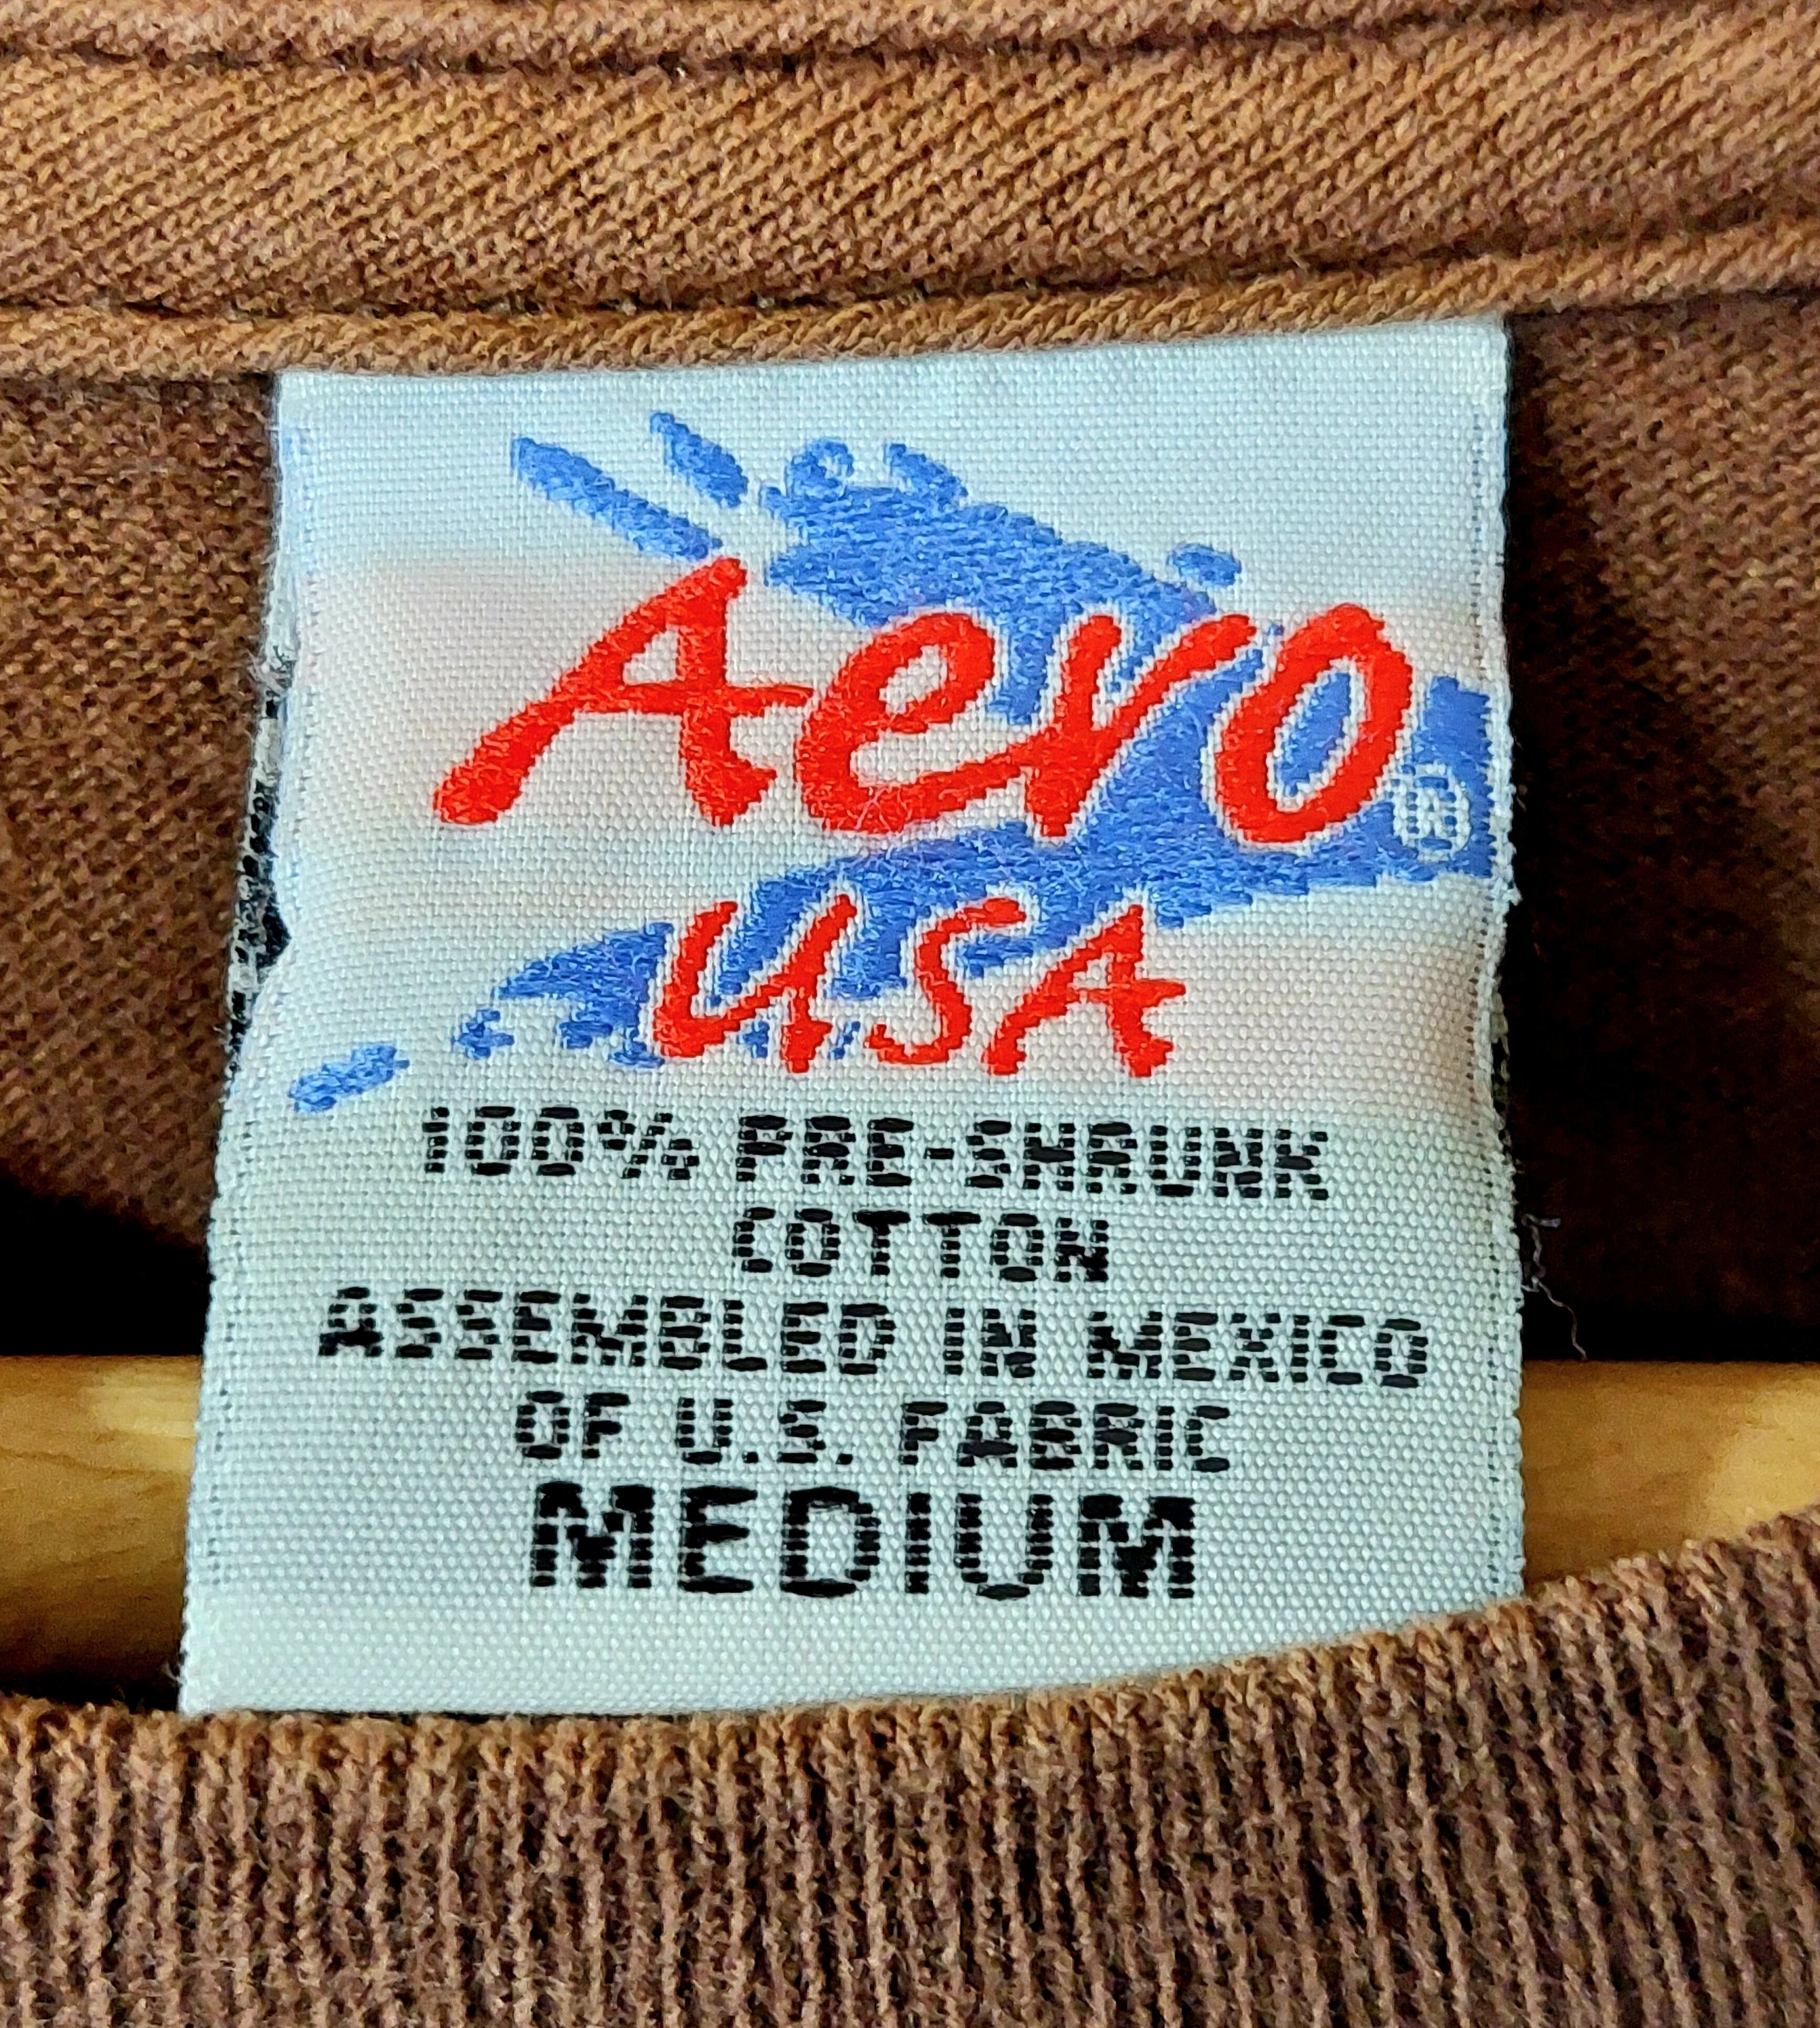 Aero®
USA
100% PRE-SHRUNK
COTTON
ASSEMBLED IN MEXICO
OF U.S. FABRIC
MEDIUM